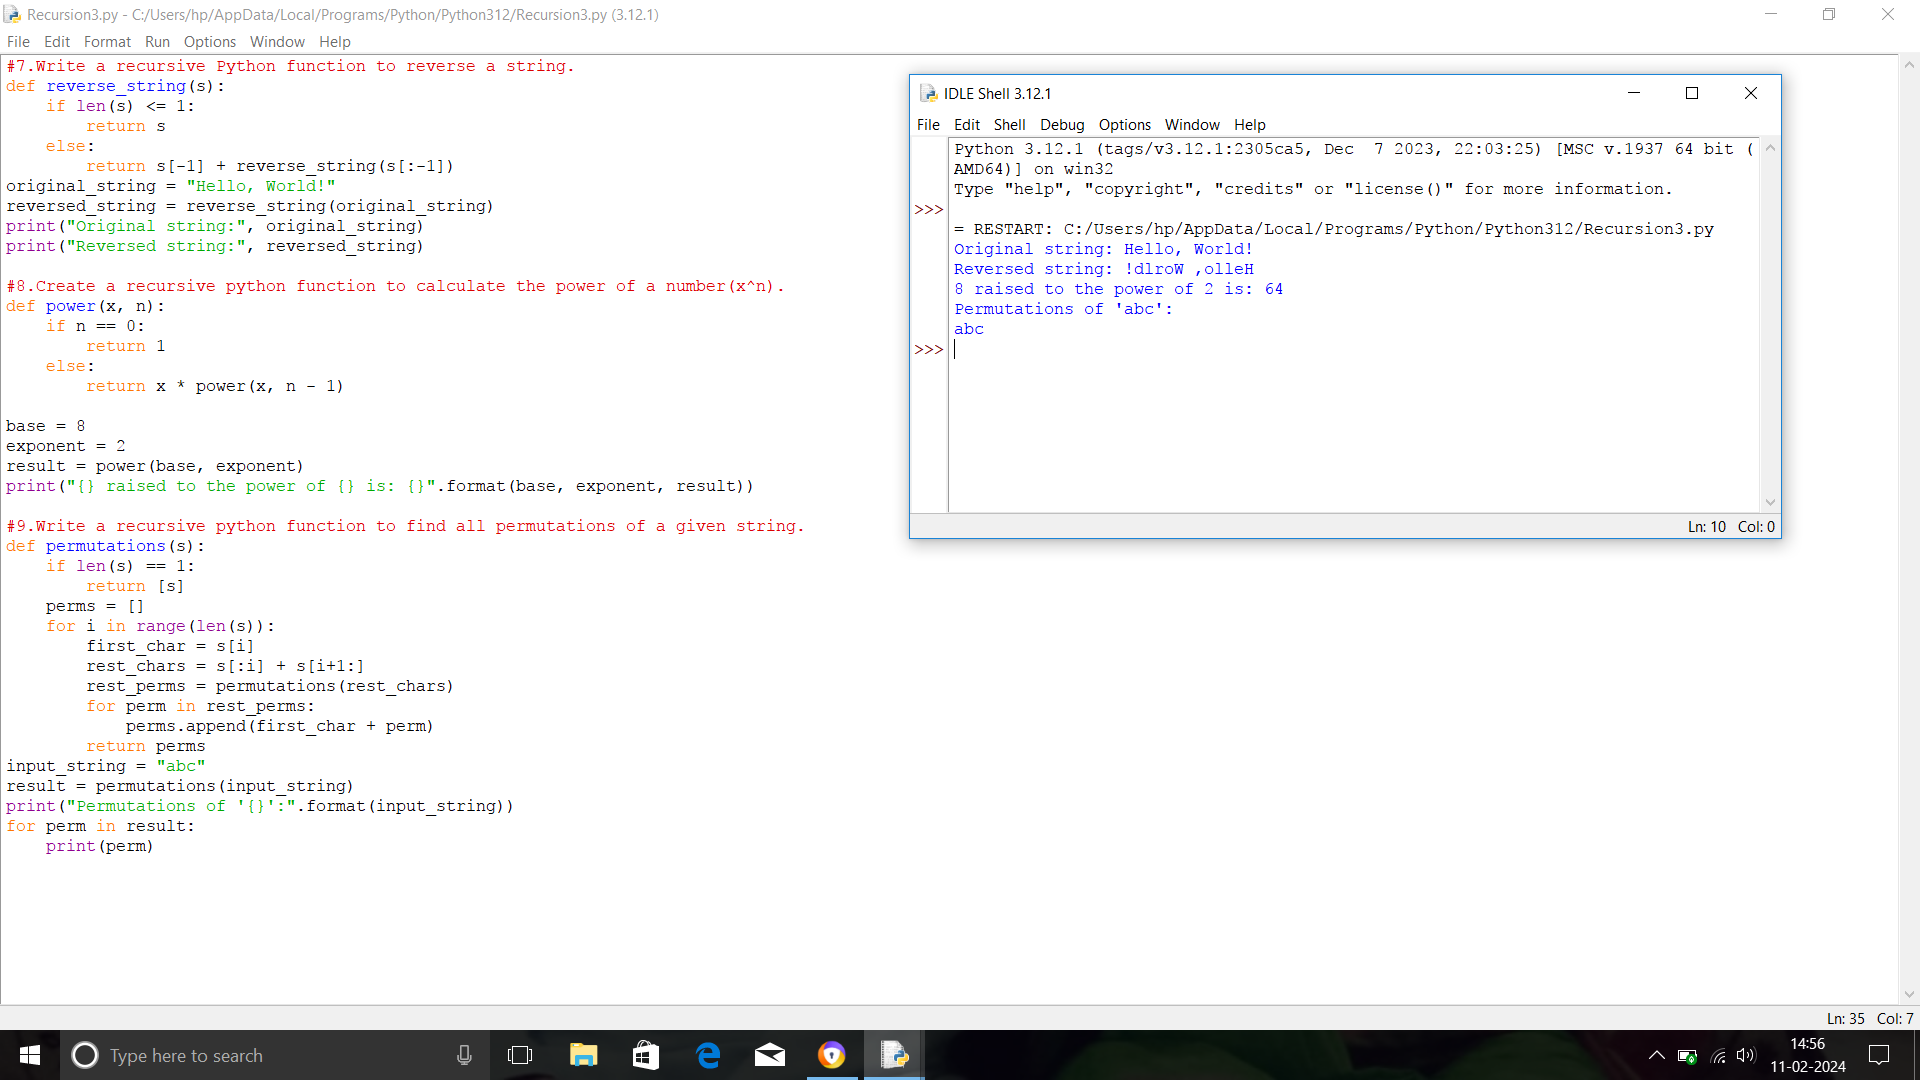 Recursion3.py - C:/Users/hp/AppData/Local/Programs/Python/Python312/Recursion3.py (3.12.1)
File Edit Format Run Options Window Help
#7.Write a recursive Python function to reverse a string.
def reverse_string(s):
    if len(s) <= 1:
        return s
    else:
        return s[-1] + reverse_string(s[:-1])
original_string = "Hello, World!"
reversed_string = reverse_string(original_string)
print("Original string:", original_string)
print("Reversed string:", reversed_string)
#8.Create a recursive python function to calculate the power of a number(x^n).
def power(x, n):
    if n == 0:
        return 1
    else:
        return x * power(x, n - 1)
base = 8
exponent = 2
result = power(base, exponent)
print("{} raised to the power of {} is: {}".format(base, exponent, result))
#9.Write a recursive python function to find all permutations of a given string.
def permutations(s):
    if len(s) == 1:
        return [s]
    perms = []
    for i in range(len(s)):
        first_char = s[i]
        rest_chars = s[:i] + s[i+1:]
        rest_perms = permutations(rest_chars)
        for perm in rest_perms:
            perms.append(first_char + perm)
        return perms
input_string = "abc"
result = permutations(input_string)
print("Permutations of '{}':".format(input_string))
for perm in result:
    print(perm)
IDLE Shell 3.12.1
File Edit Shell Debug Options Window Help
Python 3.12.1 (tags/v3.12.1:2305ca5, Dec  7 2023, 22:03:25) [MSC v.1937 64 bit (
AMD64)] on win32
Type "help", "copyright", "credits" or "license()" for more information.
>>>
= RESTART: C:/Users/hp/AppData/Local/Programs/Python/Python312/Recursion3.py
Original string: Hello, World!
Reversed string: !dlroW ,olleH
8 raised to the power of 2 is: 64
Permutations of 'abc':
abc
>>>
Ln: 10 Col: 0
Ln: 35 Col: 7
Type here to search
14:56
11-02-2024